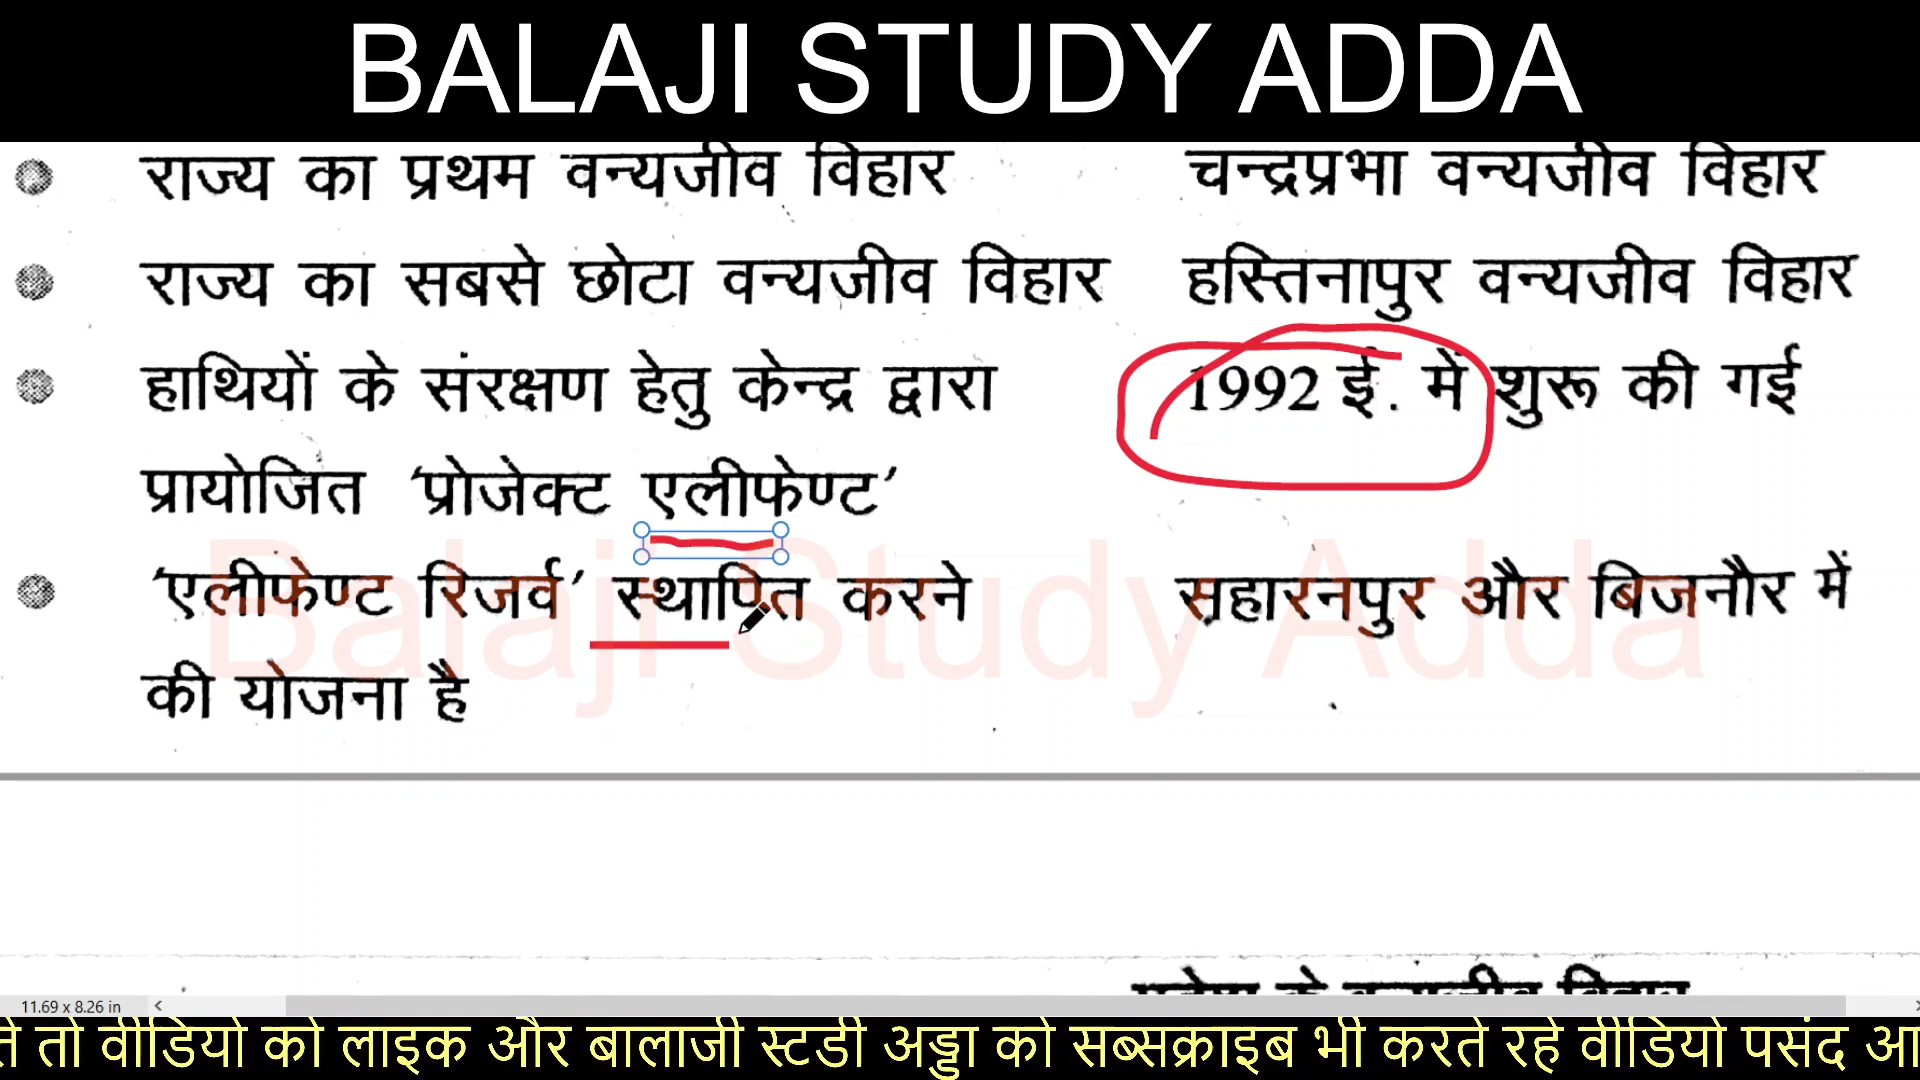 BALAJI STUDY ADDA
राज्य का प्रथम वन्यजीव विहार चन्द्रप्रभा वन्यजीव विहार
राज्य का सबसे छोटा वन्यजीव विहार हस्तिनापुर वन्यजीव विहार
हाथियों के संरक्षण हेतु केन्द्र द्वारा 1992 ई. में शुरू की गई
प्रायोजित ‘प्रोजेक्ट एलीफेण्ट’
‘एलीफेण्ट रिजर्व’ स्थापित करने सहारनपुर और बिजनौर में
Balaji Study Adda
की योजना है
11.69 x 8.26 in
तो वीडियो को लाइक और बालाजी स्टडी अड्डा को सब्सक्राइब भी करते रहे वीडियो पसंद